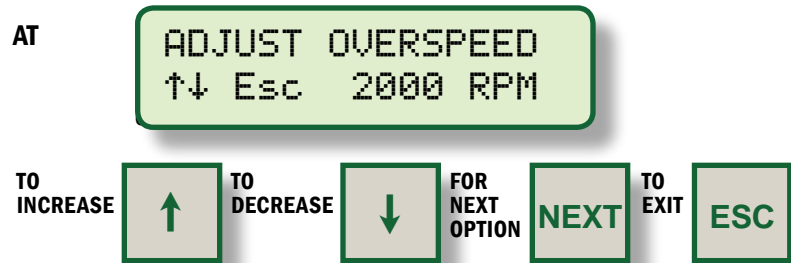 AT
ADJUST OVERSPEED
↑↓ Esc 2000 RPM
TO
INCREASE
↑
TO
DECREASE
↓
FOR
NEXT
OPTION
NEXT
TO
EXIT
ESC